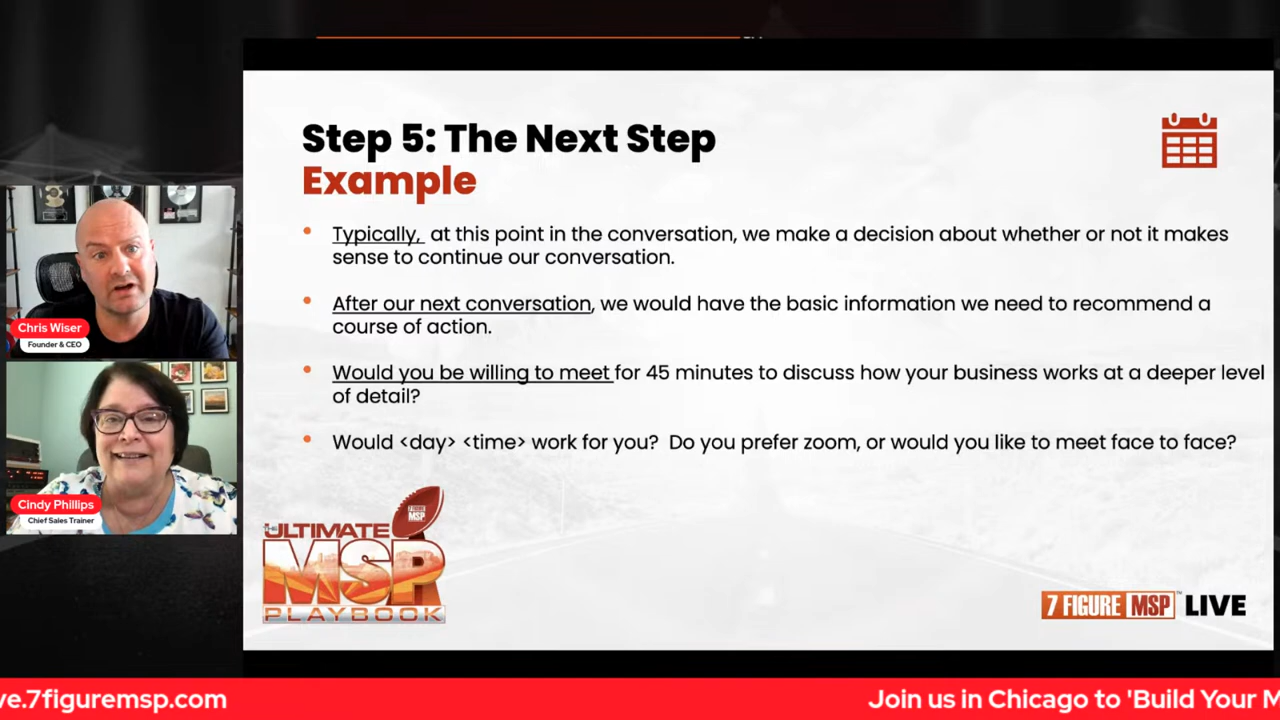 Step 5: The Next Step
Example
Typically, at this point in the conversation, we make a decision about whether or not it makes
sense to continue our conversation.
After our next conversation, we would have the basic information we need to recommend a
course of action.
Would you be willing to meet for 45 minutes to discuss how your business works at a deeper level
of detail?
Would <day> <time> work for you? Do you prefer zoom, or would you like to meet face to face?
Chris Wiser
Founder & CEO
Cindy Phillips
Chief Sales Trainer
7 FIGURE
MSP
THE
ULTIMATE
MSP
PLAYBOOK
7 FIGURE MSP™ LIVE
ve.7figuremsp.com
Join us in Chicago to 'Build Your M